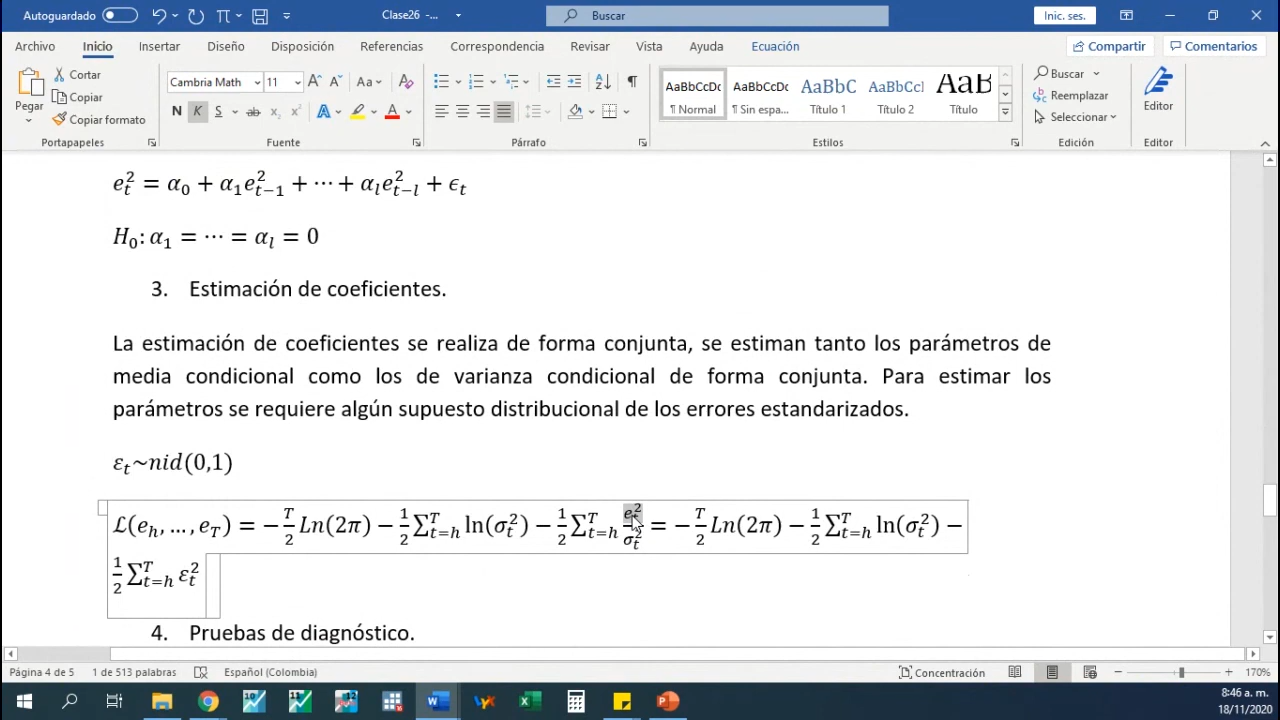 Autoguardado
Clase26 -...
Buscar
Inic. ses.
Archivo Inicio Insertar Diseño Disposición Referencias Correspondencia Revisar Vista Ayuda Ecuación Compartir Comentarios
Pegar
Cortar
Copiar
Copiar formato
Portapapeles
Cambria Math 11
N K S ab x₂ x²
Fuente
Párrafo
AaBbCcDc AaBbCcDc AaBbC AaBbCcI AaB
¶ Normal ¶ Sin espa... Título 1 Título 2 Título
Estilos
Buscar
Reemplazar
Seleccionar
Edición
Editor
Editor
e_t^2 = α_0 + α_1e_{t−1}^2 + ⋯ + α_le_{t−l}^2 + ϵ_t
H_0: α_1 = ⋯ = α_l = 0
3. Estimación de coeficientes.
La estimación de coeficientes se realiza de forma conjunta, se estiman tanto los parámetros de
media condicional como los de varianza condicional de forma conjunta. Para estimar los
parámetros se requiere algún supuesto distribucional de los errores estandarizados.
ε_t~nid(0,1)
ℒ(e_h, … , e_T) = −T/2 Ln(2π) − 1/2 ∑_{t=h}^T ln(σ_t^2) − 1/2 ∑_{t=h}^T e_t^2/σ_t^2 = −T/2 Ln(2π) − 1/2 ∑_{t=h}^T ln(σ_t^2) −
1/2 ∑_{t=h}^T ε_t^2
4. Pruebas de diagnóstico.
Página 4 de 5 1 de 513 palabras Español (Colombia) Concentración 170%
8:46 a. m.
18/11/2020